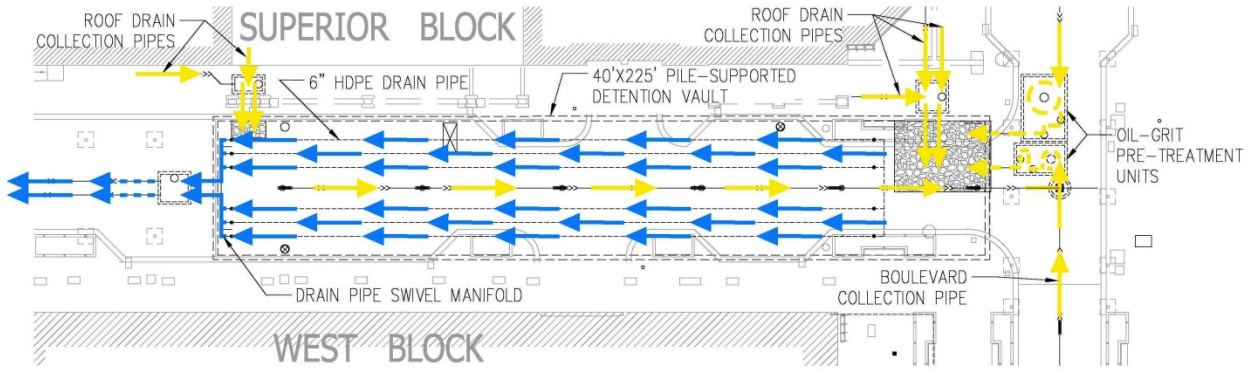 ROOF DRAIN
COLLECTION PIPES
SUPERIOR BLOCK
ROOF DRAIN
COLLECTION PIPES
6" HDPE DRAIN PIPE
40'X225' PILE-SUPPORTED
DETENTION VAULT
OIL-GRIT
PRE-TREATMENT
UNITS
BOULEVARD
COLLECTION PIPE
DRAIN PIPE SWIVEL MANIFOLD
WEST BLOCK